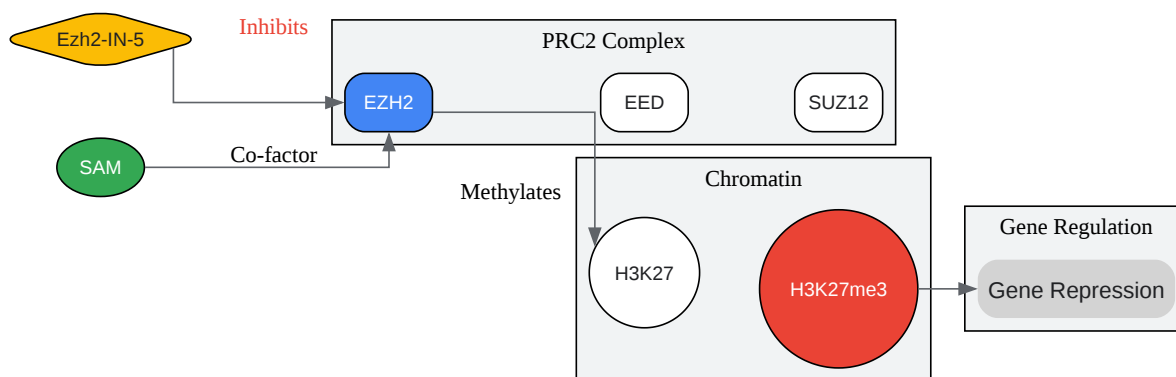 Ezh2-IN-5
Inhibits
PRC2 Complex
EZH2
EED
SUZ12
SAM
Co-factor
Methylates
Chromatin
H3K27
H3K27me3
Gene Regulation
Gene Repression